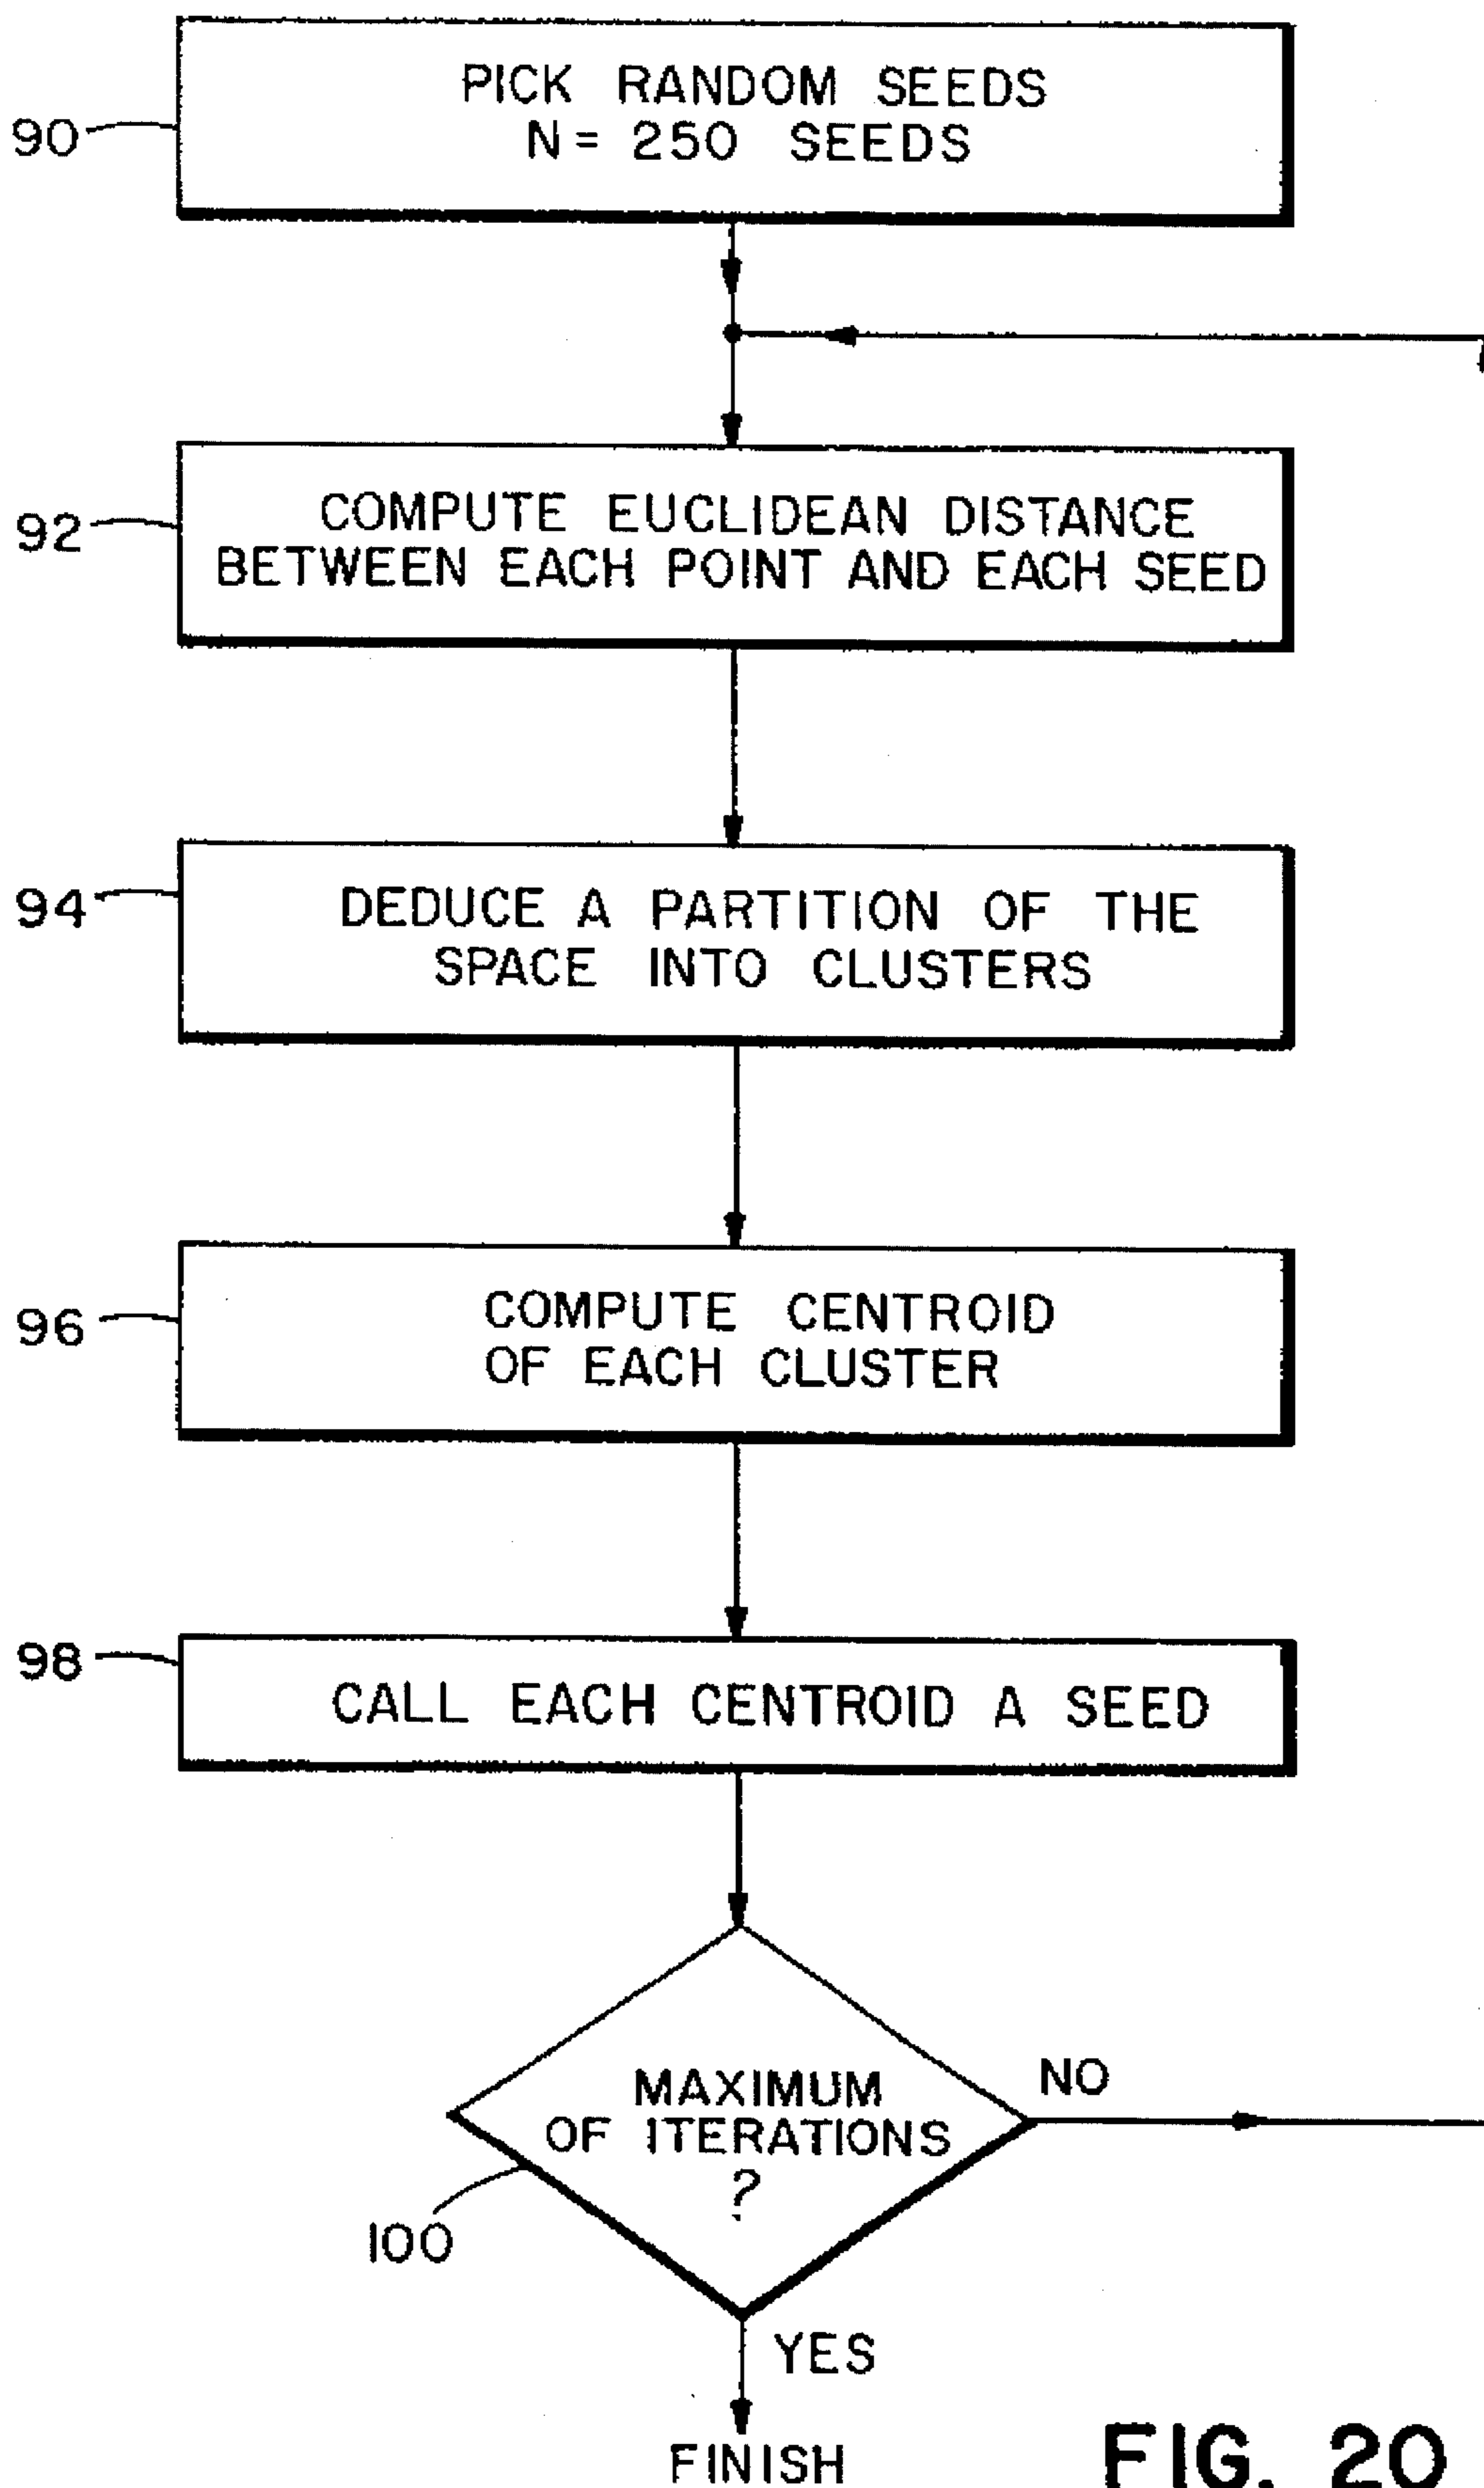 PICK RANDOM SEEDS
N = 250 SEEDS
90
COMPUTE EUCLIDEAN DISTANCE
BETWEEN EACH POINT AND EACH SEED
92
DEDUCE A PARTITION OF THE
SPACE INTO CLUSTERS
94
COMPUTE CENTROID
OF EACH CLUSTER
96
CALL EACH CENTROID A SEED
98
MAXIMUM
OF ITERATIONS
?
NO
100
YES
FINISH
FIG. 20